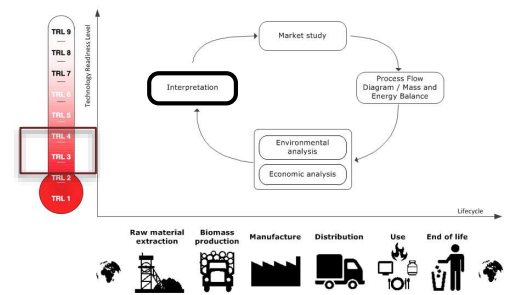 TRL 9
TRL 8
TRL 7
TRL 6
TRL 5
TRL 4
TRL 3
TRL 2
TRL 1
Technology Readiness Level
Market study
Interpretation
Process Flow
Diagram / Mass and
Energy Balance
Environmental
analysis
Economic analysis
Lifecycle
Raw material
extraction
Biomass
production
Manufacture
Distribution
Use
End of life